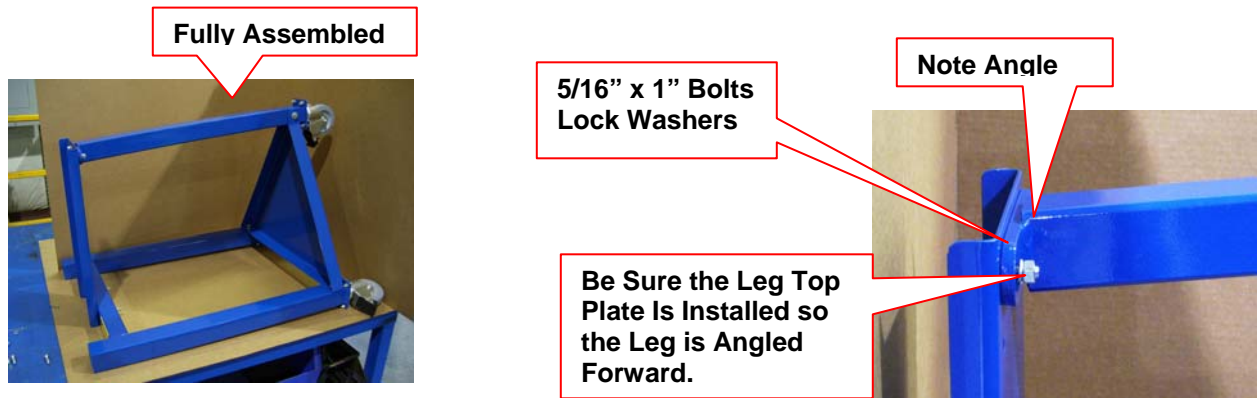 Fully Assembled
5/16” x 1” Bolts
Lock Washers
Note Angle
Be Sure the Leg Top
Plate Is Installed so
the Leg is Angled
Forward.